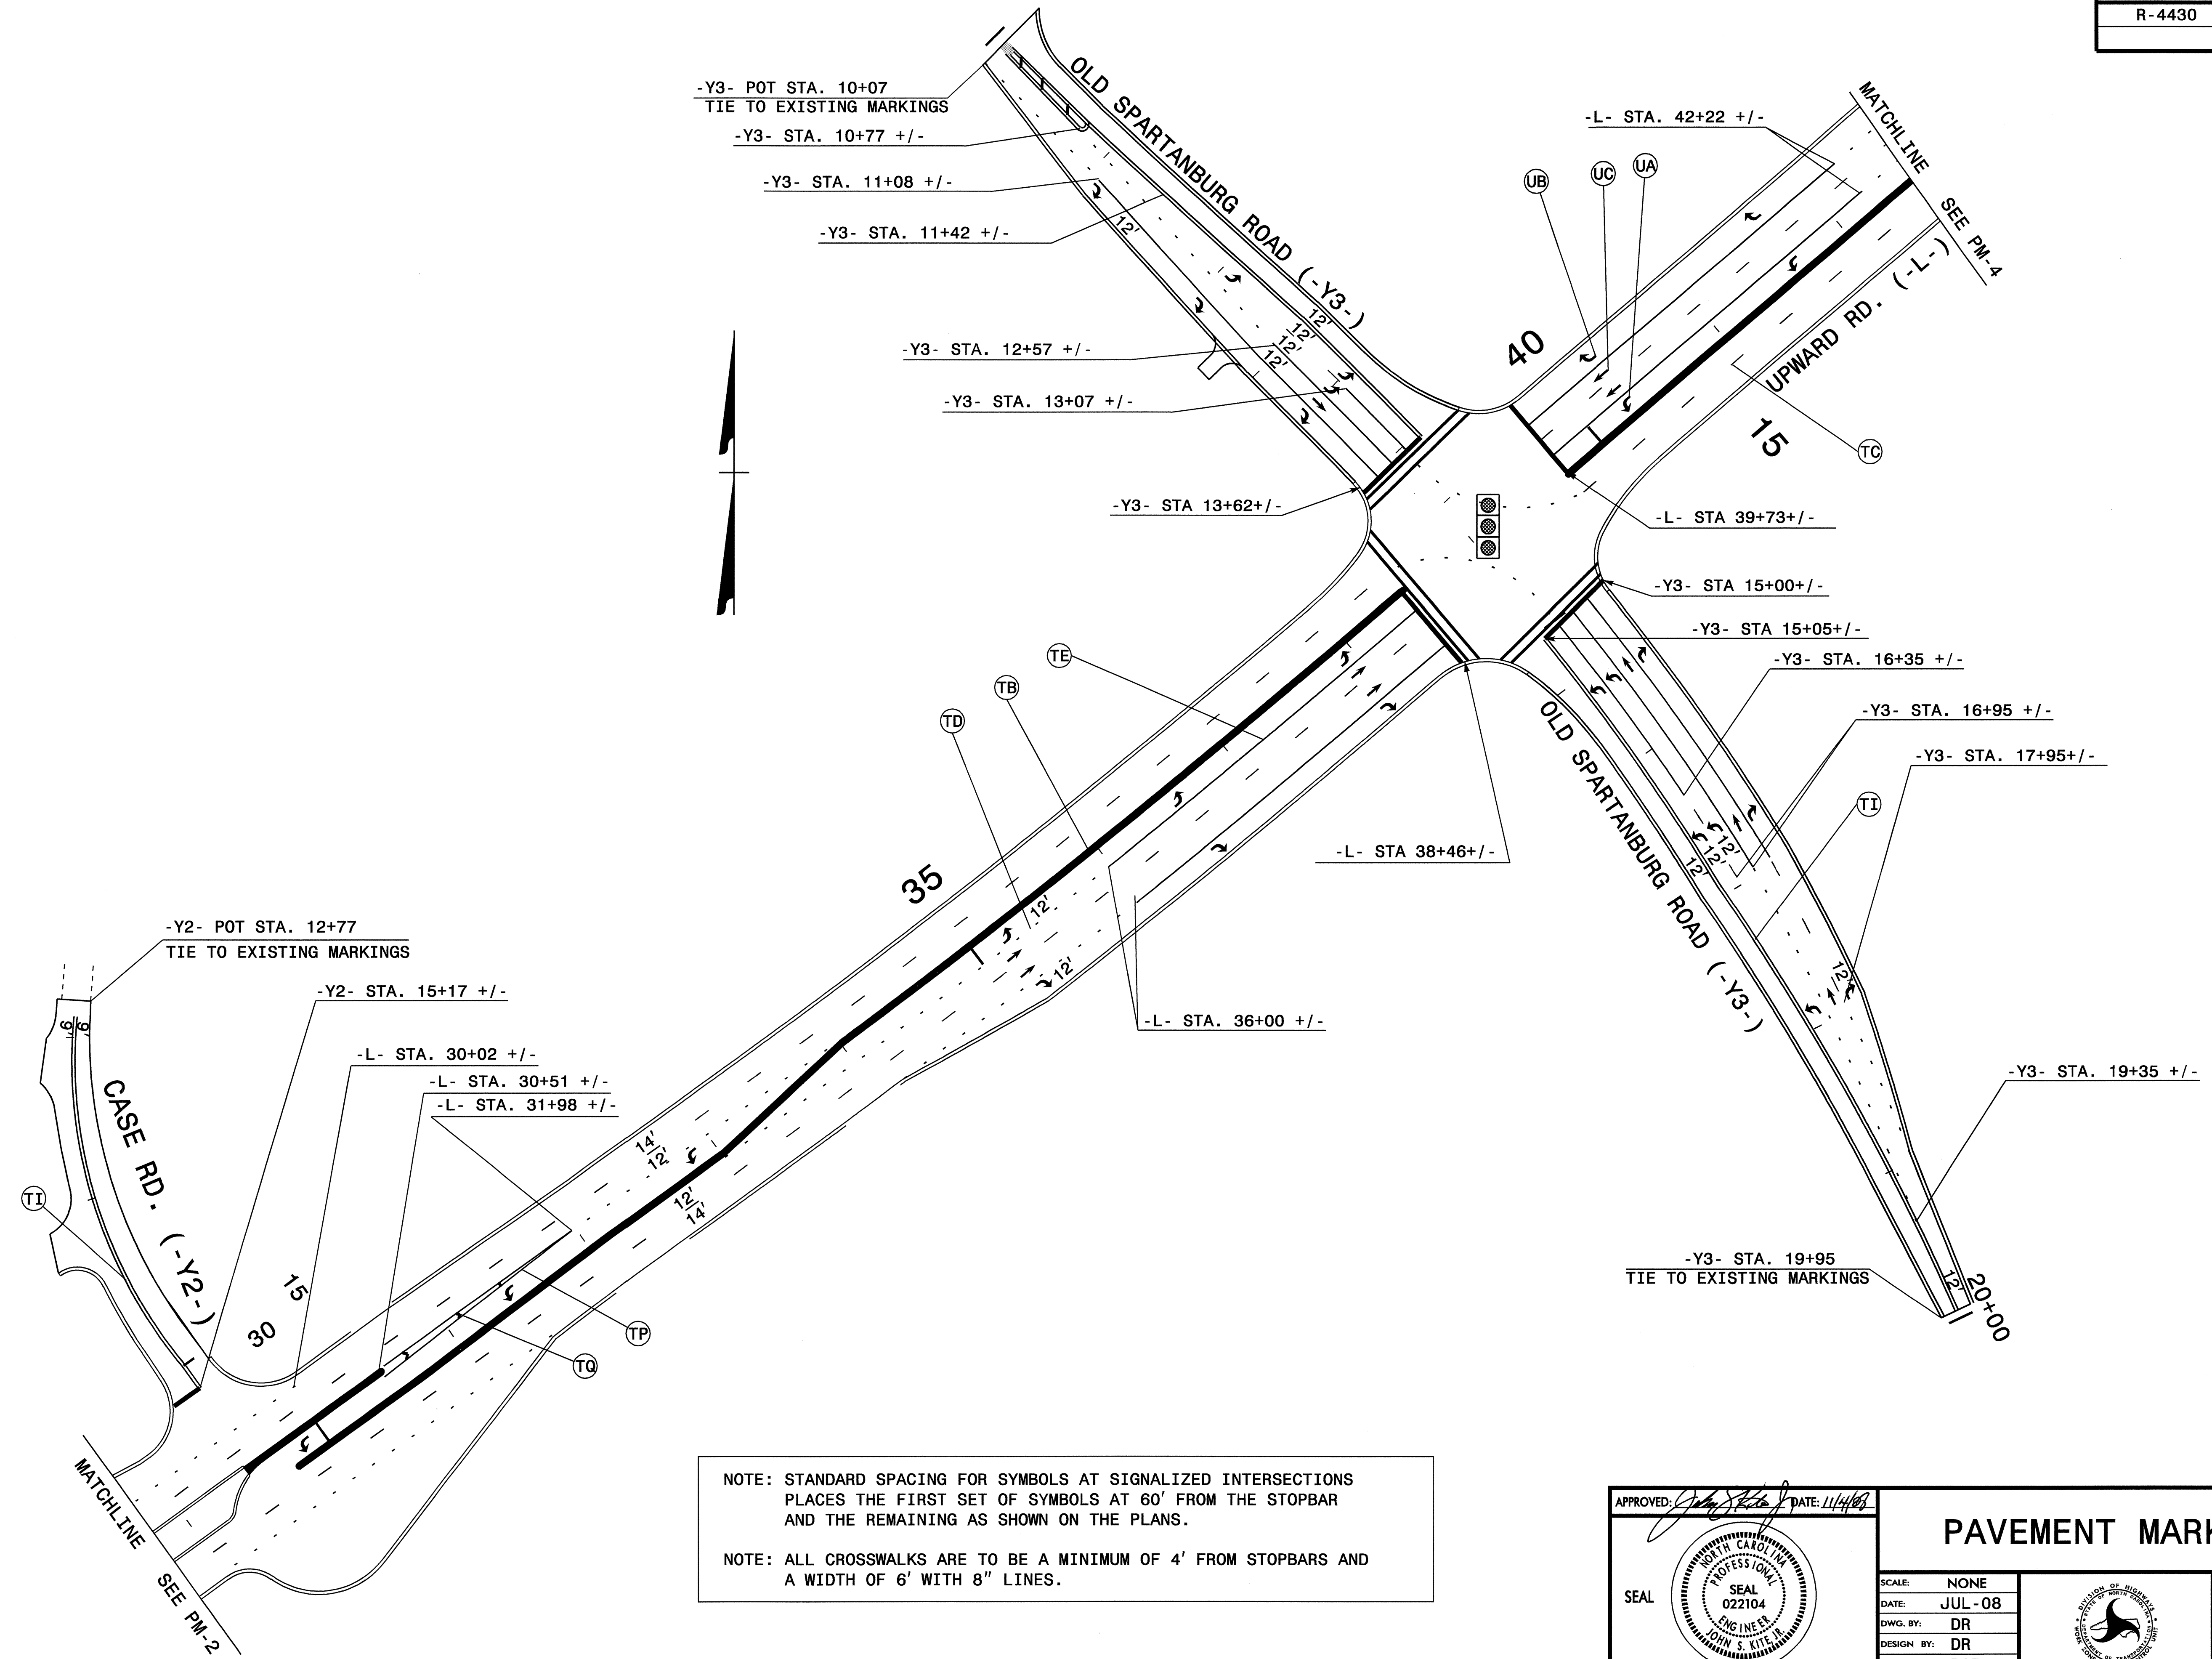 R-4430
-Y3- POT STA. 10+07
TIE TO EXISTING MARKINGS
-Y3- STA. 10+77 +/-
-Y3- STA. 11+08 +/-
-Y3- STA. 11+42 +/-
-Y3- STA. 12+57 +/-
-Y3- STA. 13+07 +/-
-Y3- STA 13+62+/-
OLD SPARTANBURG ROAD (-Y3-)
12'
12'
12'
12'
12'
-L- STA. 42+22 +/-
MATCHLINE
SEE PM-4
UB
UC
UA
40
UPWARD RD. (-L-)
15
TC
-L- STA 39+73+/-
-Y3- STA 15+00+/-
-Y3- STA 15+05+/-
-Y3- STA. 16+35 +/-
-Y3- STA. 16+95 +/-
-Y3- STA. 17+95+/-
TI
OLD SPARTANBURG ROAD (-Y3-)
12'
12'
12'
12'
-Y3- STA. 19+35 +/-
-Y3- STA. 19+95
TIE TO EXISTING MARKINGS
12'
20+00
TE
TB
TD
-L- STA 38+46+/-
35
12'
12'
-L- STA. 36+00 +/-
-Y2- POT STA. 12+77
TIE TO EXISTING MARKINGS
-Y2- STA. 15+17 +/-
-L- STA. 30+02 +/-
-L- STA. 30+51 +/-
-L- STA. 31+98 +/-
9'
9'
CASE RD. (-Y2-)
TI
15
30
14'
12'
12'
14'
TP
TQ
MATCHLINE
SEE PM-2
NOTE: STANDARD SPACING FOR SYMBOLS AT SIGNALIZED INTERSECTIONS
PLACES THE FIRST SET OF SYMBOLS AT 60' FROM THE STOPBAR
AND THE REMAINING AS SHOWN ON THE PLANS.
NOTE: ALL CROSSWALKS ARE TO BE A MINIMUM OF 4' FROM STOPBARS AND
A WIDTH OF 6' WITH 8" LINES.
APPROVED: DATE:
SEAL
NORTH CAROLINA
PROFESSIONAL
SEAL
022104
ENGINEER
JOHN S. KITE JR.
PAVEMENT MARK
SCALE: NONE
DATE: JUL-08
DWG. BY: DR
DESIGN BY: DR
DIVISION OF HIGHWAYS
STATE OF NORTH CAROLINA